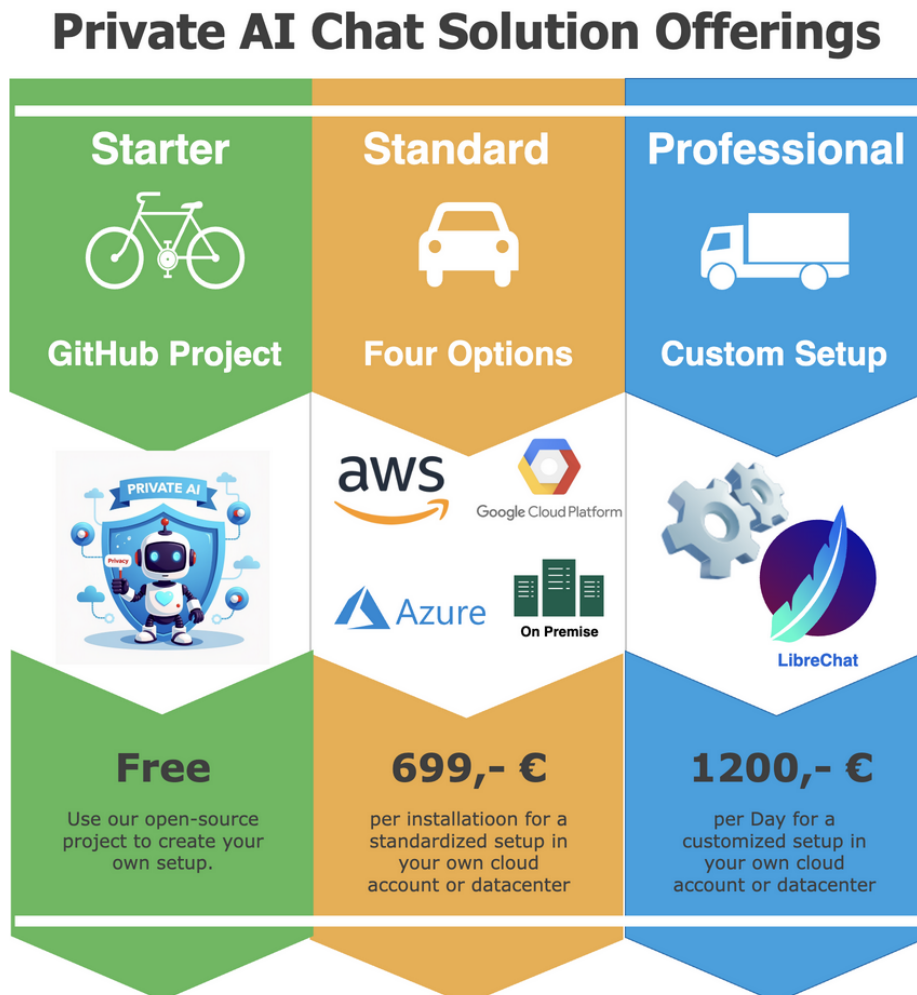 Private AI Chat Solution Offerings
Starter
GitHub Project
PRIVATE AI
Privacy
Free
Use our open-source
project to create your
own setup.
Standard
Four Options
aws
Google Cloud Platform
Azure
On Premise
699,- €
per installatioon for a
standardized setup in
your own cloud
account or datacenter
Professional
Custom Setup
LibreChat
1200,- €
per Day for a
customized setup in
your own cloud
account or datacenter